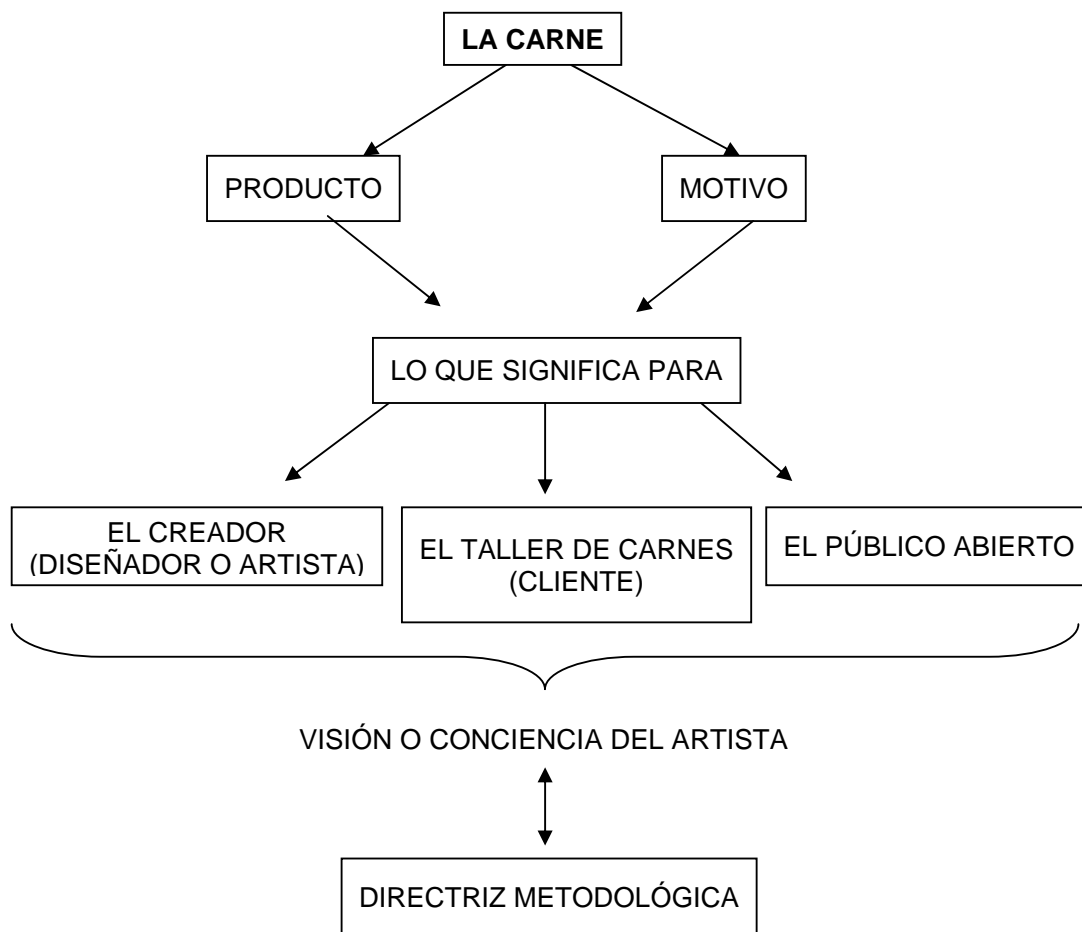 LA CARNE
PRODUCTO
MOTIVO
LO QUE SIGNIFICA PARA
EL CREADOR
(DISEÑADOR O ARTISTA)
EL TALLER DE CARNES
(CLIENTE)
EL PÚBLICO ABIERTO
VISIÓN O CONCIENCIA DEL ARTISTA
DIRECTRIZ METODOLÓGICA